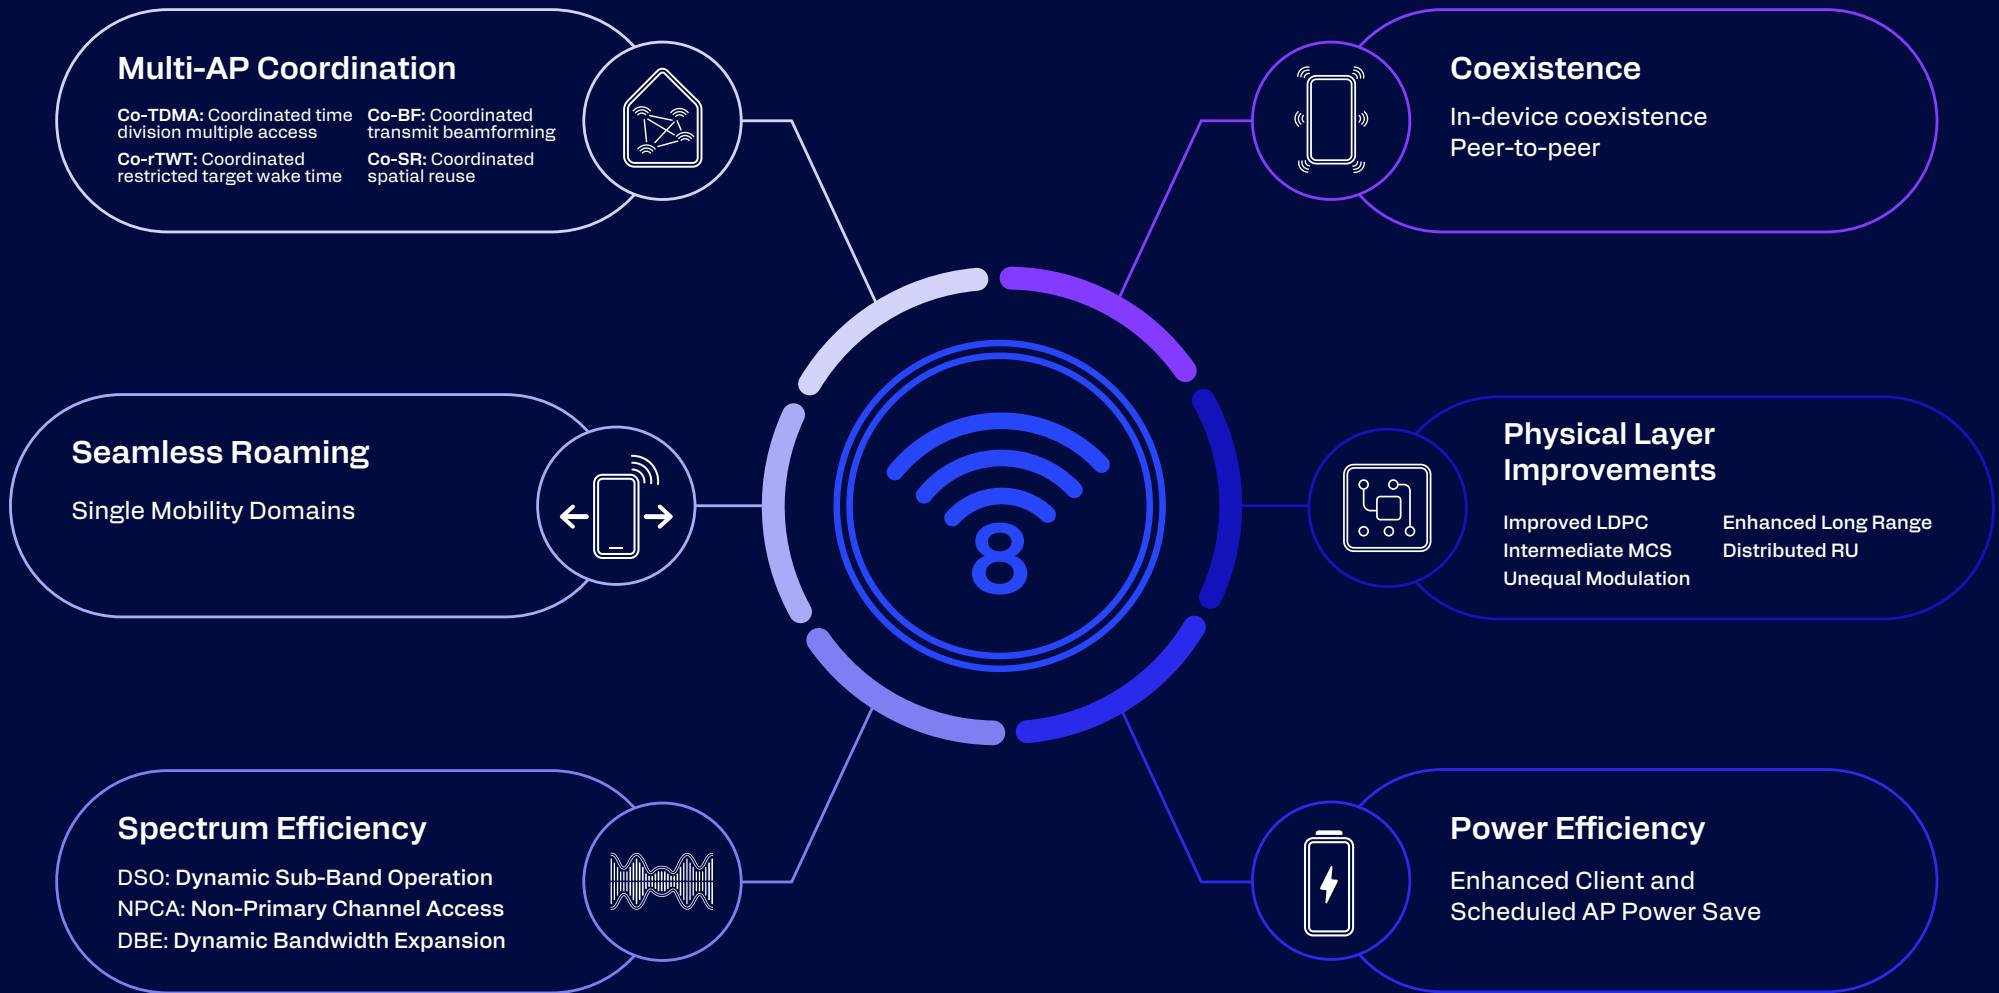 Multi-AP Coordination
Co-TDMA: Coordinated time
division multiple access
Co-rTWT: Coordinated
restricted target wake time
Co-BF: Coordinated
transmit beamforming
Co-SR: Coordinated
spatial reuse
Coexistence
In-device coexistence
Peer-to-peer
Seamless Roaming
Single Mobility Domains
8
Physical Layer
Improvements
Improved LDPC
Intermediate MCS
Unequal Modulation
Enhanced Long Range
Distributed RU
Spectrum Efficiency
DSO: Dynamic Sub-Band Operation
NPCA: Non-Primary Channel Access
DBE: Dynamic Bandwidth Expansion
Power Efficiency
Enhanced Client and
Scheduled AP Power Save